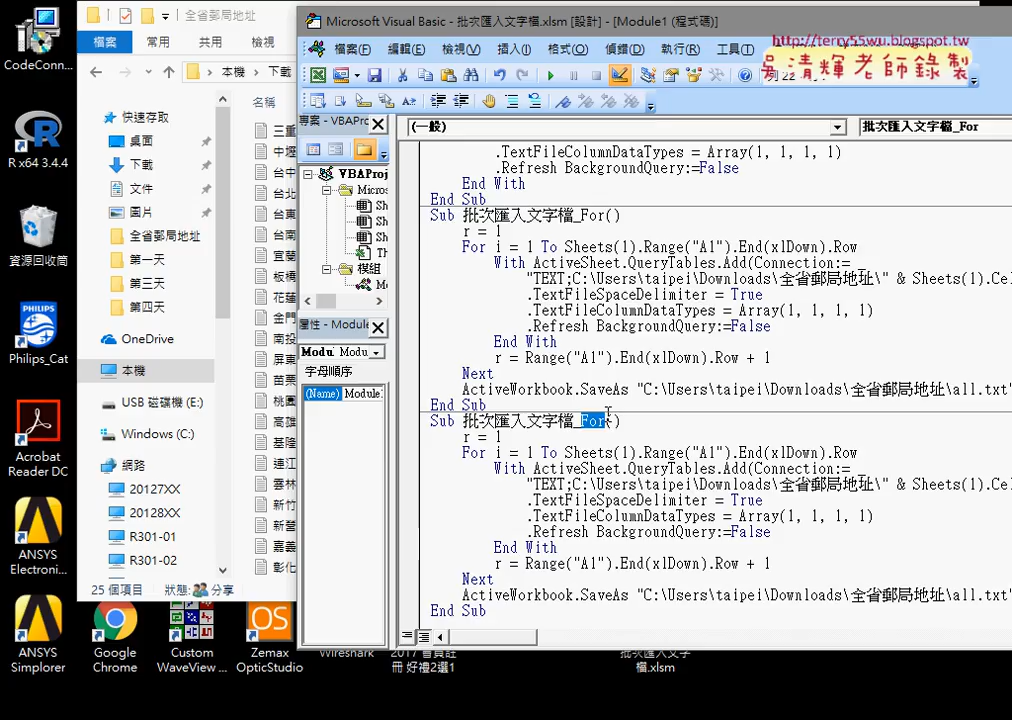 CodeConn...
R x64 3.4.4
資源回收筒
Philips_Cat
Acrobat
Reader DC
ANSYS
Electroni...
ANSYS
Simplorer
Google
Chrome
Custom
WaveView ...
Zemax
OpticStudio
Wireshark
批次匯入文字
檔.xlsm
全省郵局地址
檔案
常用
共用
檢視
本機
下載
名稱
快速存取
桌面
下載
文件
圖片
全省郵局地址
第一天
第三天
第四天
OneDrive
本機
USB 磁碟機 (E:)
Windows (C:)
網路
20127XX
20128XX
R301-01
R301-02
三重
中壢
台中
台北
台東
台南
宜蘭
板橋
花蓮
金門
南投
屏東
苗栗
桃園
高雄
基隆
連江
雲林
新竹
新營
嘉義
彰化
25 個項目
狀態:
分享
Microsoft Visual Basic - 批次匯入文字檔.xlsm [設計] - [Module1 (程式碼)]
檔案(F) 編輯(E) 檢視(V) 插入(I) 格式(O) 偵錯(D) 執行(R) 工具(T)
http://terry55wu.blogspot.tw
吳清輝老師錄製
列 22
專案 - VBAPro
VBAProj
Micros
Sh
Sh
Sh
Th
模組
Mo
屬性 - Module
Modu Modu
字母順序
(Name) Module
(一般)
批次匯入文字檔_For
.TextFileColumnDataTypes = Array(1, 1, 1, 1)
.Refresh BackgroundQuery:=False
End With
End Sub
Sub 批次匯入文字檔_For()
r = 1
For i = 1 To Sheets(1).Range("A1").End(xlDown).Row
With ActiveSheet.QueryTables.Add(Connection:= _
"TEXT;C:\Users\taipei\Downloads\全省郵局地址\" & Sheets(1).Cel
.TextFileSpaceDelimiter = True
.TextFileColumnDataTypes = Array(1, 1, 1, 1)
.Refresh BackgroundQuery:=False
End With
r = Range("A1").End(xlDown).Row + 1
Next
ActiveWorkbook.SaveAs "C:\Users\taipei\Downloads\全省郵局地址\all.txt"
End Sub
Sub 批次匯入文字檔_For()
r = 1
For i = 1 To Sheets(1).Range("A1").End(xlDown).Row
With ActiveSheet.QueryTables.Add(Connection:= _
"TEXT;C:\Users\taipei\Downloads\全省郵局地址\" & Sheets(1).Cel
.TextFileSpaceDelimiter = True
.TextFileColumnDataTypes = Array(1, 1, 1, 1)
.Refresh BackgroundQuery:=False
End With
r = Range("A1").End(xlDown).Row + 1
Next
ActiveWorkbook.SaveAs "C:\Users\taipei\Downloads\全省郵局地址\all.txt"
End Sub